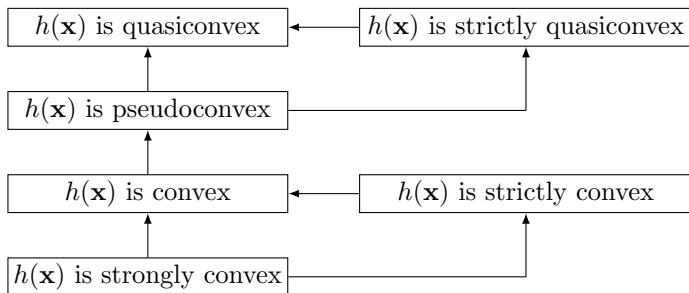 h(𝐱) is quasiconvex
h(𝐱) is strictly quasiconvex
h(𝐱) is pseudoconvex
h(𝐱) is convex
h(𝐱) is strictly convex
h(𝐱) is strongly convex